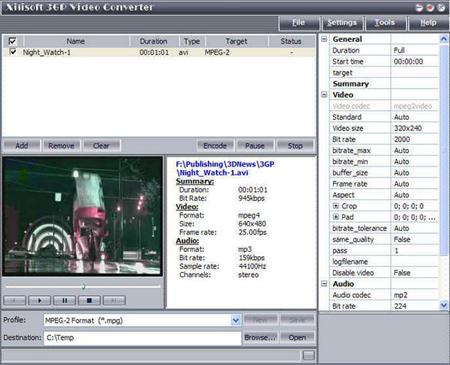 Xilisoft 3GP Video Converter
File Settings Tools Help
Name Duration Type Target Status
Night_Watch-1 00:01:01 avi MPEG-2 -
Add Remove Clear Encode Pause Stop
F:\Publishing\3DNews\3GP
\Night_Watch-1.avi
Summary:
Duration: 00:01:01
Bit Rate: 945kbps
Video:
Format: mpeg4
Size: 640x480
Frame rate: 25.00fps
Audio:
Format: mp3
Bit rate: 159kbps
Sample rate: 44100Hz
Channels: stereo
Profile: MPEG-2 Format (*.mpg) New Save
Destination: C:\Temp Browse... Open
General
Duration Full
Start time 00:00:00
target
Summary
Video
Video codec mpeg2video
Standard Auto
Video size 320x240
Bit rate 2000
bitrate_max Auto
bitrate_min Auto
buffer_size Auto
Frame rate Auto
Aspect Auto
Crop 0; 0; 0; 0
Pad 0; 0; 0; 0; ...
bitrate_tolerance Auto
same_quality False
pass 1
logfilename
Disable video False
Audio
Audio codec mp2
Bit rate 224